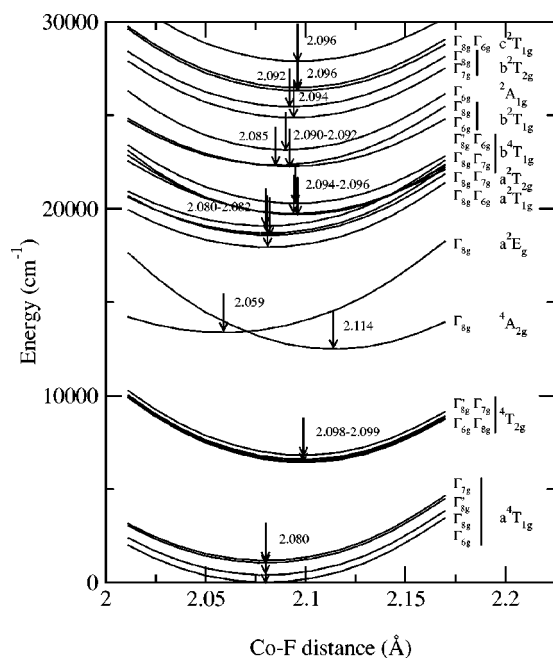 30000
2.096
Γ8g Γ6g c²T1g
2.092
2.096
Γ8g
Γ7g
b²T2g
2.094
Γ6g ²A1g
Γ8g
Γ6g
b²T1g
2.085
2.090-2.092
Γ'8g Γ6g
Γ8g Γ7g
b⁴T1g
2.094-2.096
Γ8g Γ7g a²T2g
20000
2.080-2.082
Γ8g Γ6g a²T1g
Γ8g a²Eg
2.059
Γ8g ⁴A2g
2.114
10000
Γ'8g Γ7g
Γ6g Γ8g
⁴T2g
2.098-2.099
Γ7g
Γ'8g
Γ8g
Γ6g
a⁴T1g
2.080
0
2 2.05 2.1 2.15 2.2
Energy (cm⁻¹)
Co-F distance (Å)